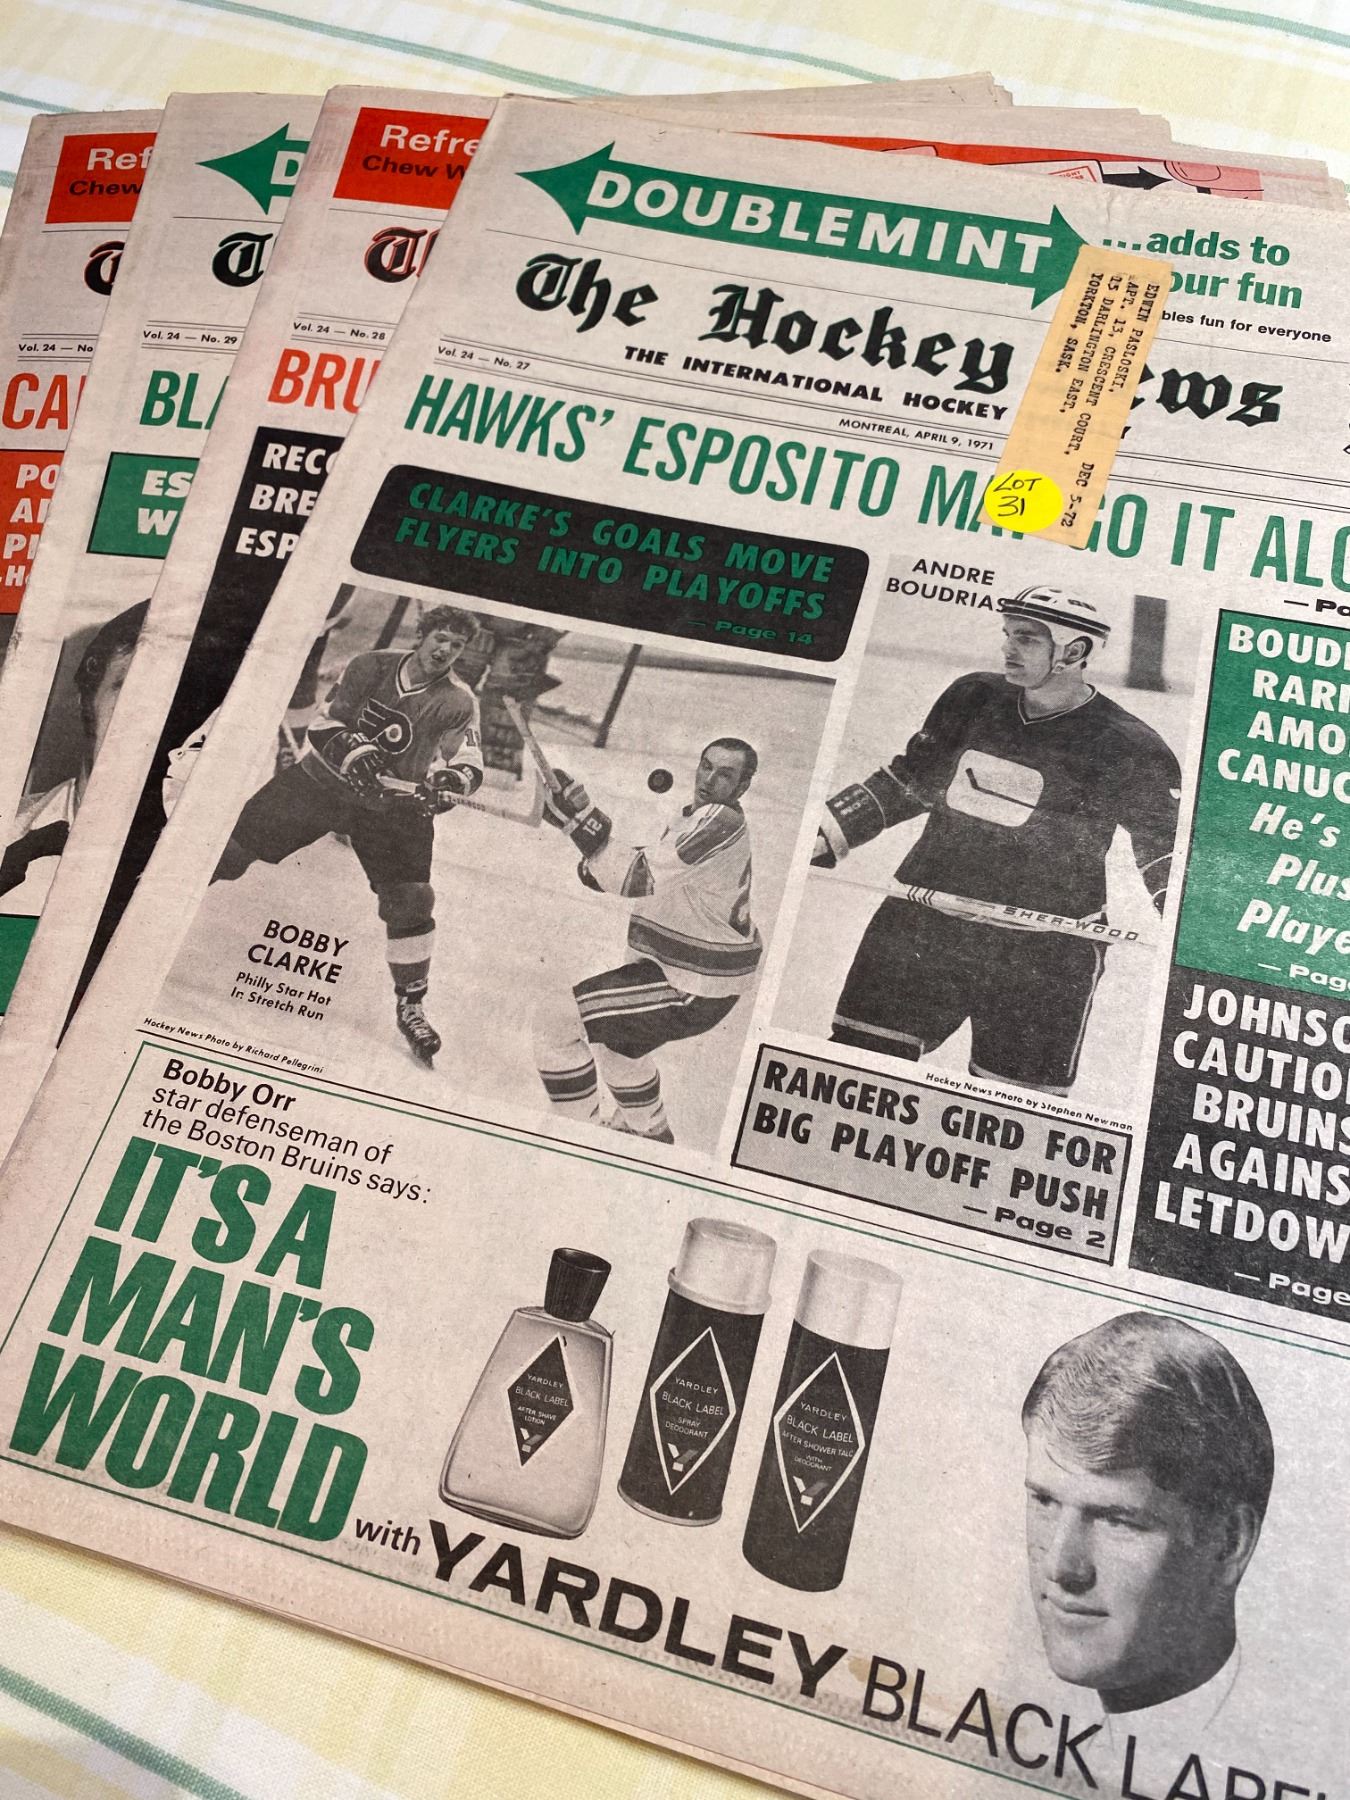 Ref
Chew
Vol. 24 — No
CA
PO
Vol. 24 — No. 29
BLA
ES
W
Refre
Chew W
Vol. 24 — No. 28
BRU
REC
BRE
ESP
DOUBLEMINT
...adds to
our fun
bles fun for everyone
The Hockey ews
THE INTERNATIONAL HOCKEY
Vol. 24 — No. 27
MONTREAL, APRIL 9, 1971
EDWIN PASLOSKI, DEC 5-72
APT. 13, CRESCENT COURT,
15 DARLINGTON EAST,
YORKTON, SASK.
LOT
31
HAWKS' ESPOSITO MA GO IT ALO
CLARKE'S GOALS MOVE
FLYERS INTO PLAYOFFS
— Page 14
BOBBY
CLARKE
Philly Star Hot
In Stretch Run
Hockey News Photo by Richard Pellegrini
ANDRE
BOUDRIAS
SHER-WOOD
Hockey News Photo by Stephen Newman
RANGERS GIRD FOR
BIG PLAYOFF PUSH
— Page 2
— Pa
BOUDI
RARI
AMO
CANUC
He's
Plus
Playe
— Pag
JOHNSO
CAUTIO
BRUINS
AGAINS
LETDOW
— Page
Bobby Orr
star defenseman of
the Boston Bruins says:
IT'S A
MAN'S
WORLD
with YARDLEY BLACK LABEL
YARDLEY
BLACK LABEL
AFTER SHAVE
LOTION
YARDLEY
BLACK LABEL
SPRAY
DEODORANT
YARDLEY
BLACK LABEL
AFTER SHOWER TALC
WITH
DEODORANT